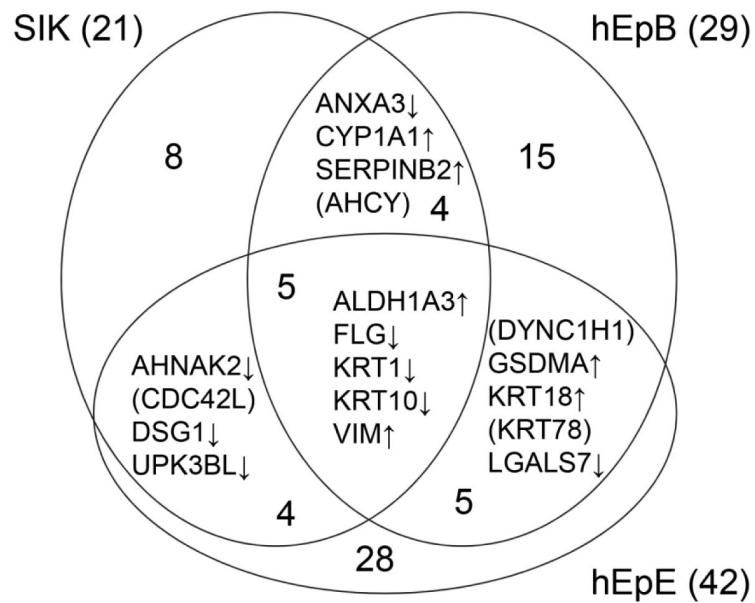 SIK (21)
hEpB (29)
ANXA3↓
CYP1A1↑
SERPINB2↑
(AHCY) 4
8
15
5
ALDH1A3↑
FLG↓
KRT1↓
KRT10↓
VIM↑
AHNAK2↓
(CDC42L)
DSG1↓
UPK3BL↓
4
(DYNC1H1)
GSDMA↑
KRT18↑
(KRT78)
LGALS7↓
5
28
hEpE (42)